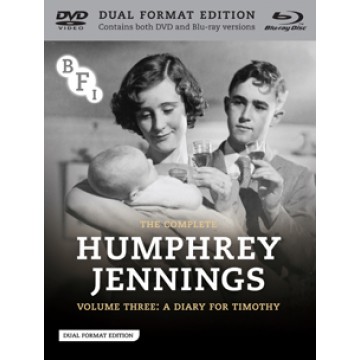 DVD
VIDEO
DUAL FORMAT EDITION
Contains both DVD and Blu-ray versions
Blu-ray Disc
BFI
THE COMPLETE
HUMPHREY
JENNINGS
VOLUME THREE: A DIARY FOR TIMOTHY
DUAL FORMAT EDITION